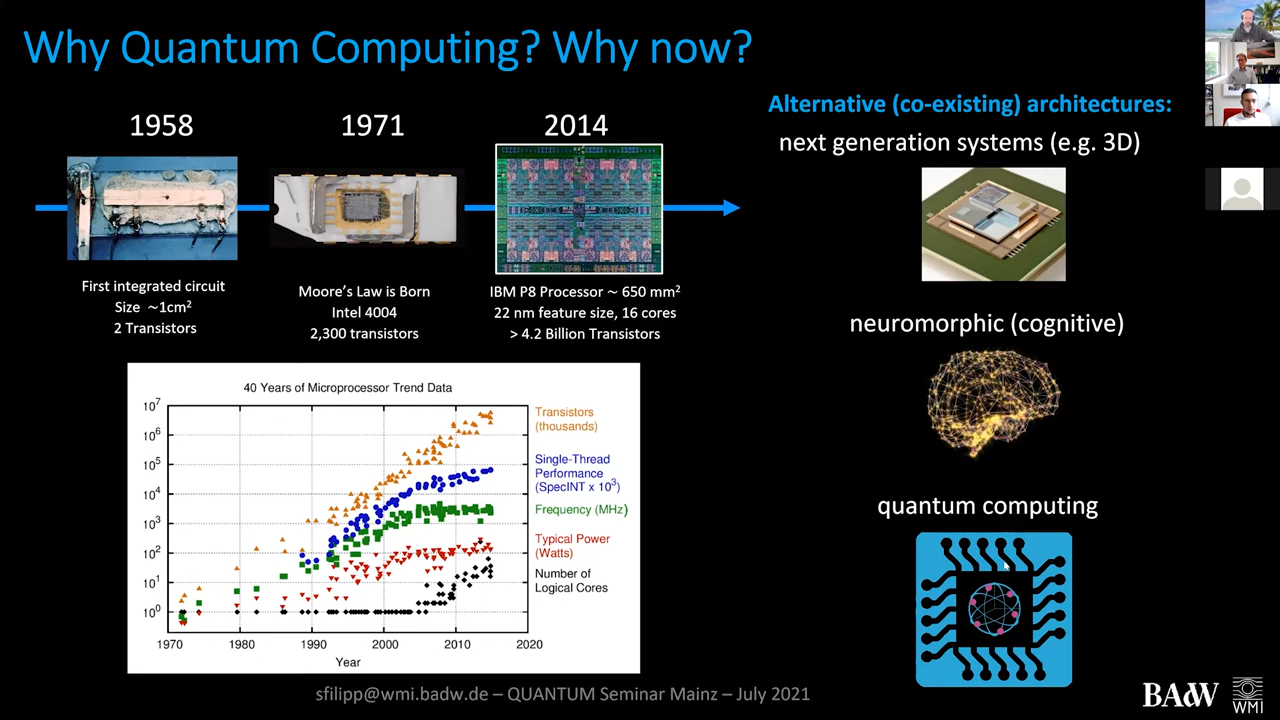 Why Quantum Computing? Why now?
1958
1971
2014
First integrated circuit
Size ~1cm²
2 Transistors
Moore's Law is Born
Intel 4004
2,300 transistors
IBM P8 Processor ~ 650 mm²
22 nm feature size, 16 cores
> 4.2 Billion Transistors
40 Years of Microprocessor Trend Data
10⁷
10⁶
10⁵
10⁴
10³
10²
10¹
10⁰
1970
1980
1990
2000
2010
2020
Year
Transistors
(thousands)
Single-Thread
Performance
(SpecINT x 10³)
Frequency (MHz)
Typical Power
(Watts)
Number of
Logical Cores
Alternative (co-existing) architectures:
next generation systems (e.g. 3D)
neuromorphic (cognitive)
quantum computing
sfilipp@wmi.badw.de – QUANTUM Seminar Mainz – July 2021
BAdW
WMI